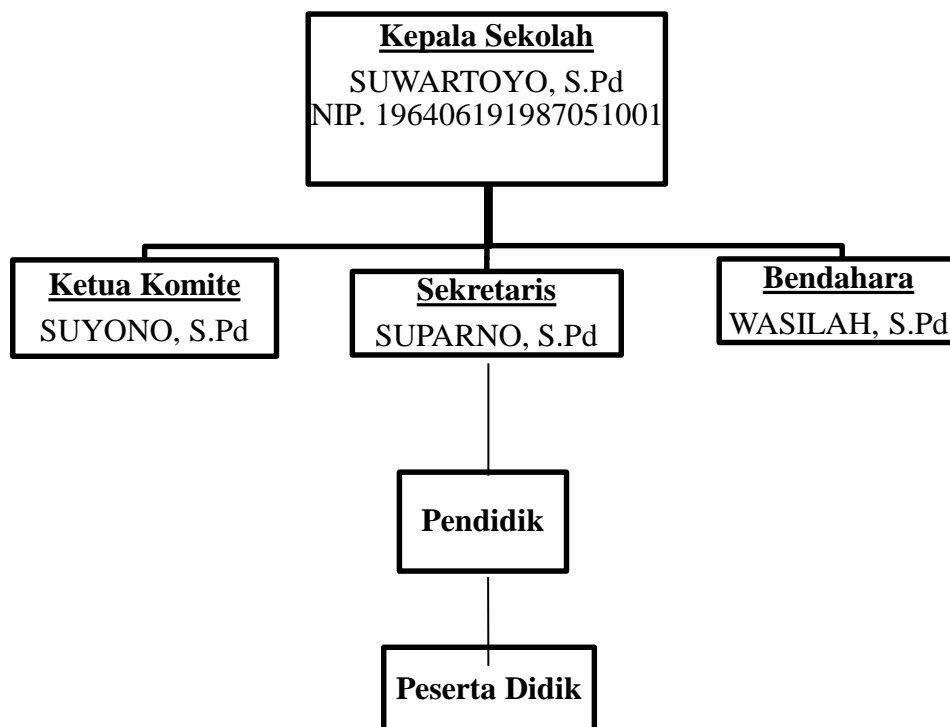 Kepala Sekolah
SUWARTOYO, S.Pd
NIP. 196406191987051001
Ketua Komite
SUYONO, S.Pd
Sekretaris
SUPARNO, S.Pd
Bendahara
WASILAH, S.Pd
Pendidik
Peserta Didik